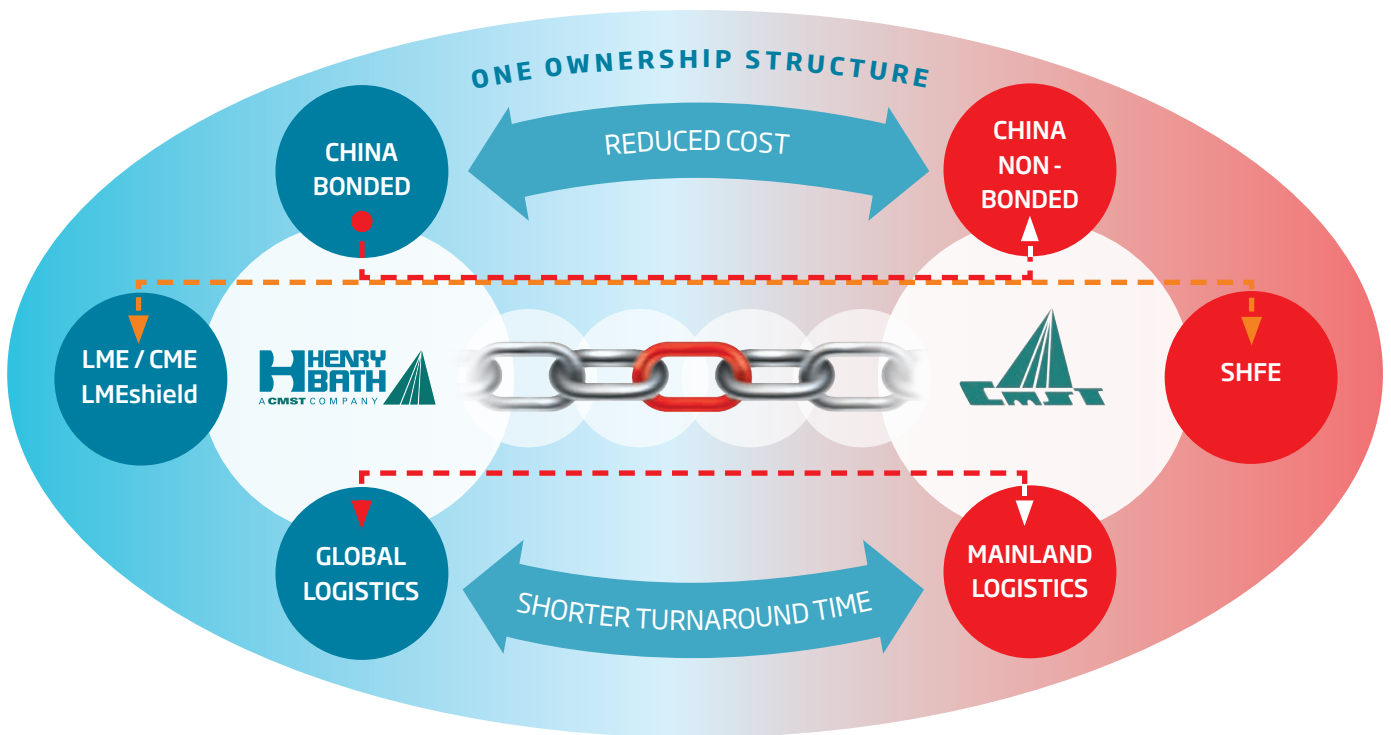 ONE OWNERSHIP STRUCTURE
REDUCED COST
CHINA
BONDED
CHINA
NON -
BONDED
LME / CME
LMEshield
HENRY
BATH
A CMST COMPANY
CMST
SHFE
GLOBAL
LOGISTICS
MAINLAND
LOGISTICS
SHORTER TURNAROUND TIME